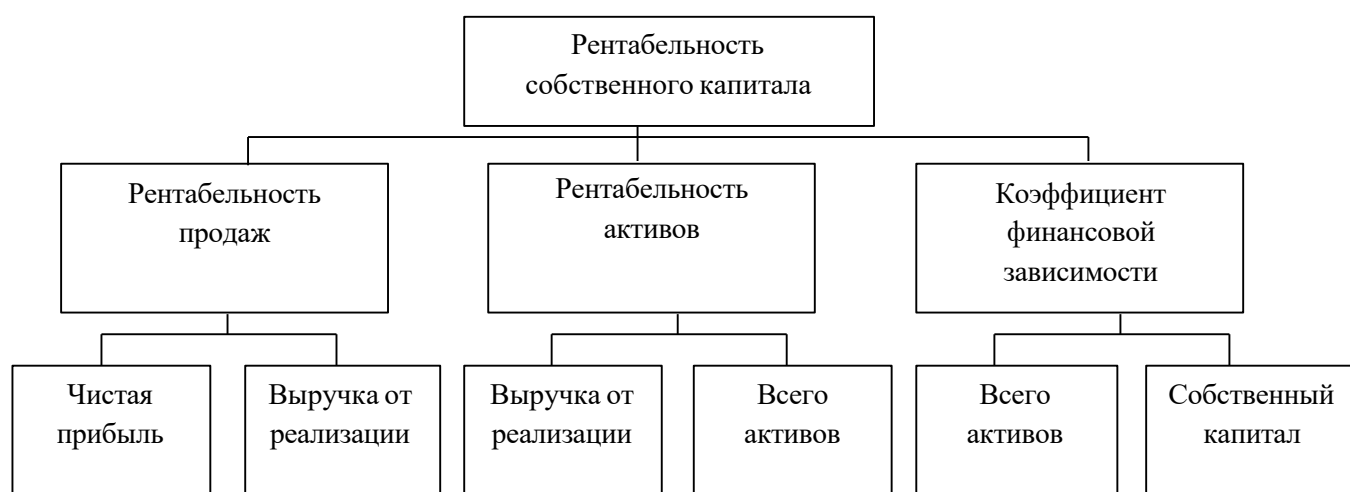 Рентабельность
собственного капитала
Рентабельность
продаж
Рентабельность
активов
Коэффициент
финансовой
зависимости
Чистая
прибыль
Выручка от
реализации
Выручка от
реализации
Всего
активов
Всего
активов
Собственный
капитал